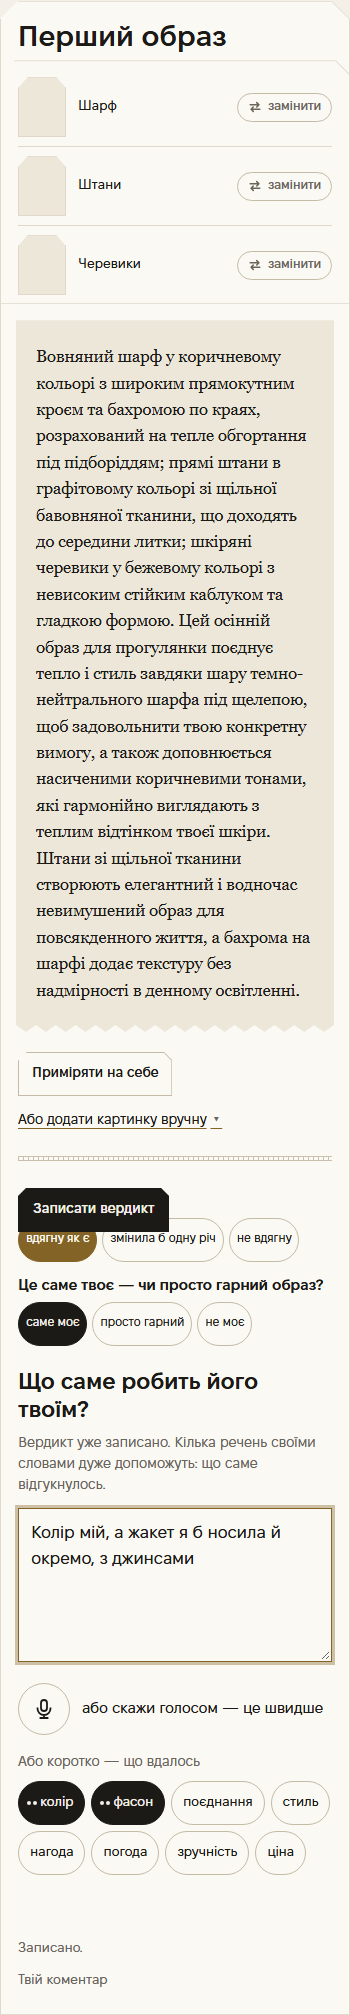 Перший образ
Шарф
замінити
Штани
замінити
Черевики
замінити
Вовняний шарф у коричневому
кольорі з широким прямокутним
кроєм та бахромою по краях,
розрахований на тепле обгортання
під підборіддям; прямі штани в
графітовому кольорі зі щільної
бавовняної тканини, що доходять
до середини литки; шкіряні
черевики у бежевому кольорі з
невисоким стійким каблуком та
гладкою формою. Цей осінній
образ для прогулянки поєднує
тепло і стиль завдяки шару темно-
нейтрального шарфа під щелепою,
щоб задовольнити твою конкретну
вимогу, а також доповнюється
насиченими коричневими тонами,
які гармонійно виглядають з
теплим відтінком твоєї шкіри.
Штани зі щільної тканини
створюють елегантний і водночас
невимушений образ для
повсякденного життя, а бахрома на
шарфі додає текстуру без
надмірності в денному освітленні.
Приміряти на себе
Або додати картинку вручну
Записати вердикт
вдягну як є
змінила б одну річ
не вдягну
Це саме твоє — чи просто гарний образ?
саме моє
просто гарний
не моє
Що саме робить його
твоїм?
Вердикт уже записано. Кілька речень своїми
словами дуже допоможуть: що саме
відгукнулось.
Колір мій, а жакет я б носила й
окремо, з джинсами
або скажи голосом — це швидше
Або коротко — що вдалось
колір
фасон
поєднання
стиль
нагода
погода
зручність
ціна
Записано.
Твій коментар